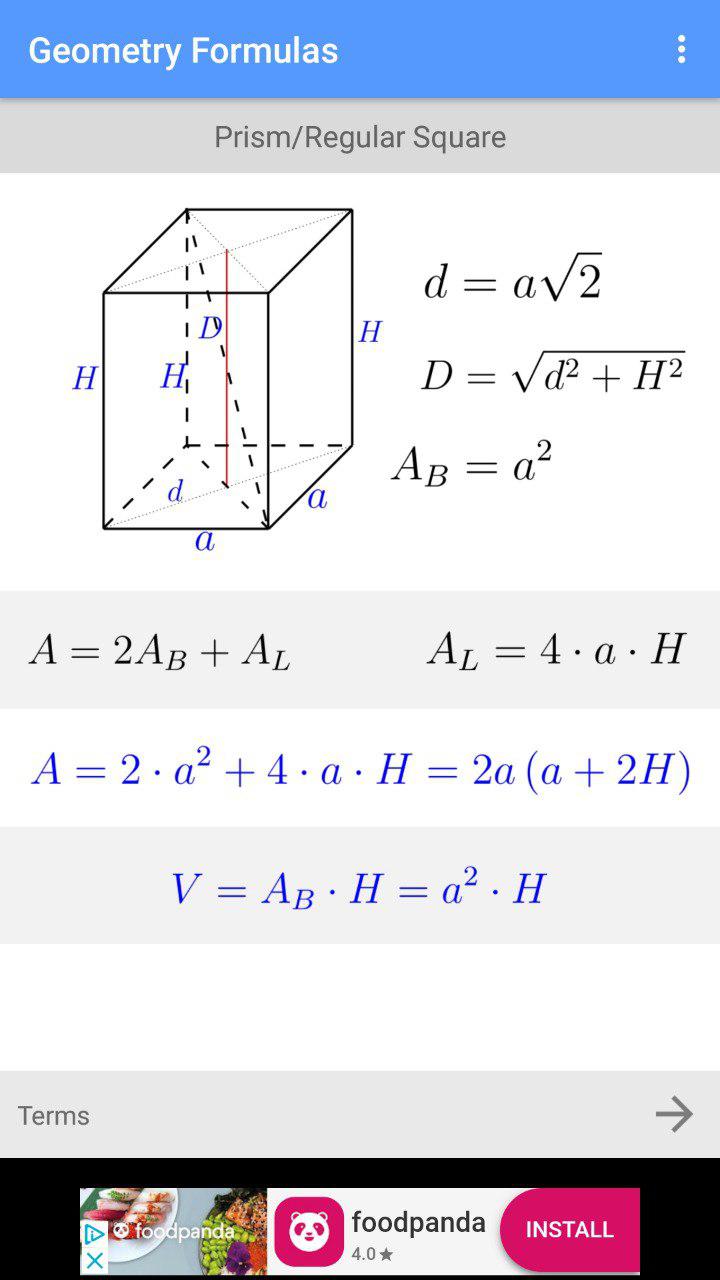 Geometry Formulas
Prism/Regular Square
d = a√2
D
H
D = √(d² + H²)
H
H
A_B = a²
d
a
a
A = 2A_B + A_L
A_L = 4 · a · H
A = 2 · a² + 4 · a · H = 2a (a + 2H)
V = A_B · H = a² · H
Terms
foodpanda
foodpanda
4.0★
INSTALL